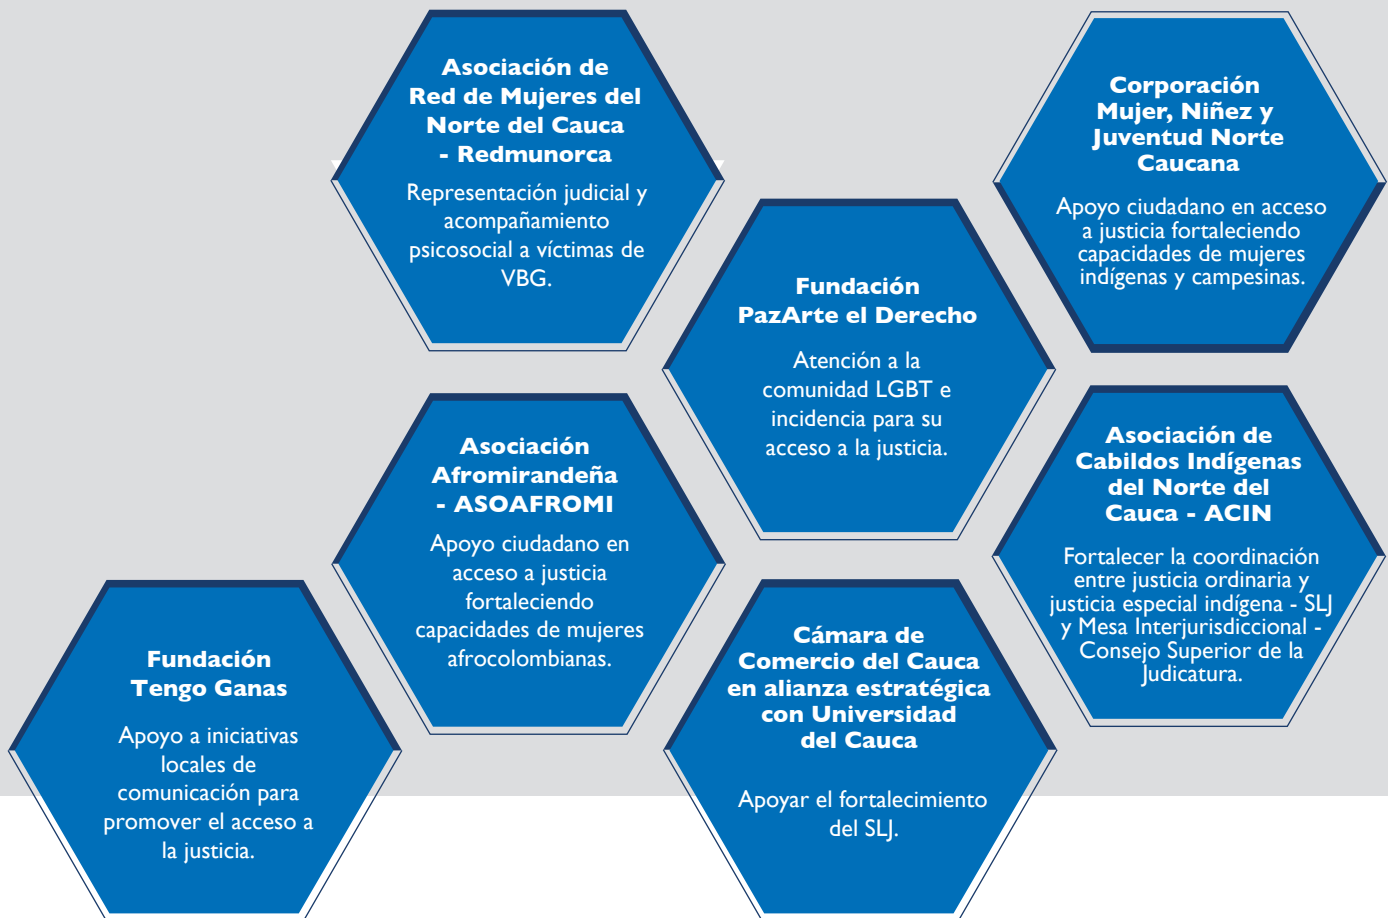 Asociación de
Red de Mujeres del
Norte del Cauca
- Redmunorca
Representación judicial y
acompañamiento
psicosocial a víctimas de
VBG.
Corporación
Mujer, Niñez y
Juventud Norte
Caucana
Apoyo ciudadano en acceso
a justicia fortaleciendo
capacidades de mujeres
indígenas y campesinas.
Fundación
PazArte el Derecho
Atención a la
comunidad LGBT e
incidencia para su
acceso a la justicia.
Asociación
Afromirandeña
- ASOAFROMI
Apoyo ciudadano en
acceso a justicia
fortaleciendo
capacidades de mujeres
afrocolombianas.
Asociación de
Cabildos Indígenas
del Norte del
Cauca - ACIN
Fortalecer la coordinación
entre justicia ordinaria y
justicia especial indígena - SLJ
y Mesa Interjurisdiccional -
Consejo Superior de la
Judicatura.
Fundación
Tengo Ganas
Apoyo a iniciativas
locales de
comunicación para
promover el acceso a
la justicia.
Cámara de
Comercio del Cauca
en alianza estratégica
con Universidad
del Cauca
Apoyar el fortalecimiento
del SLJ.